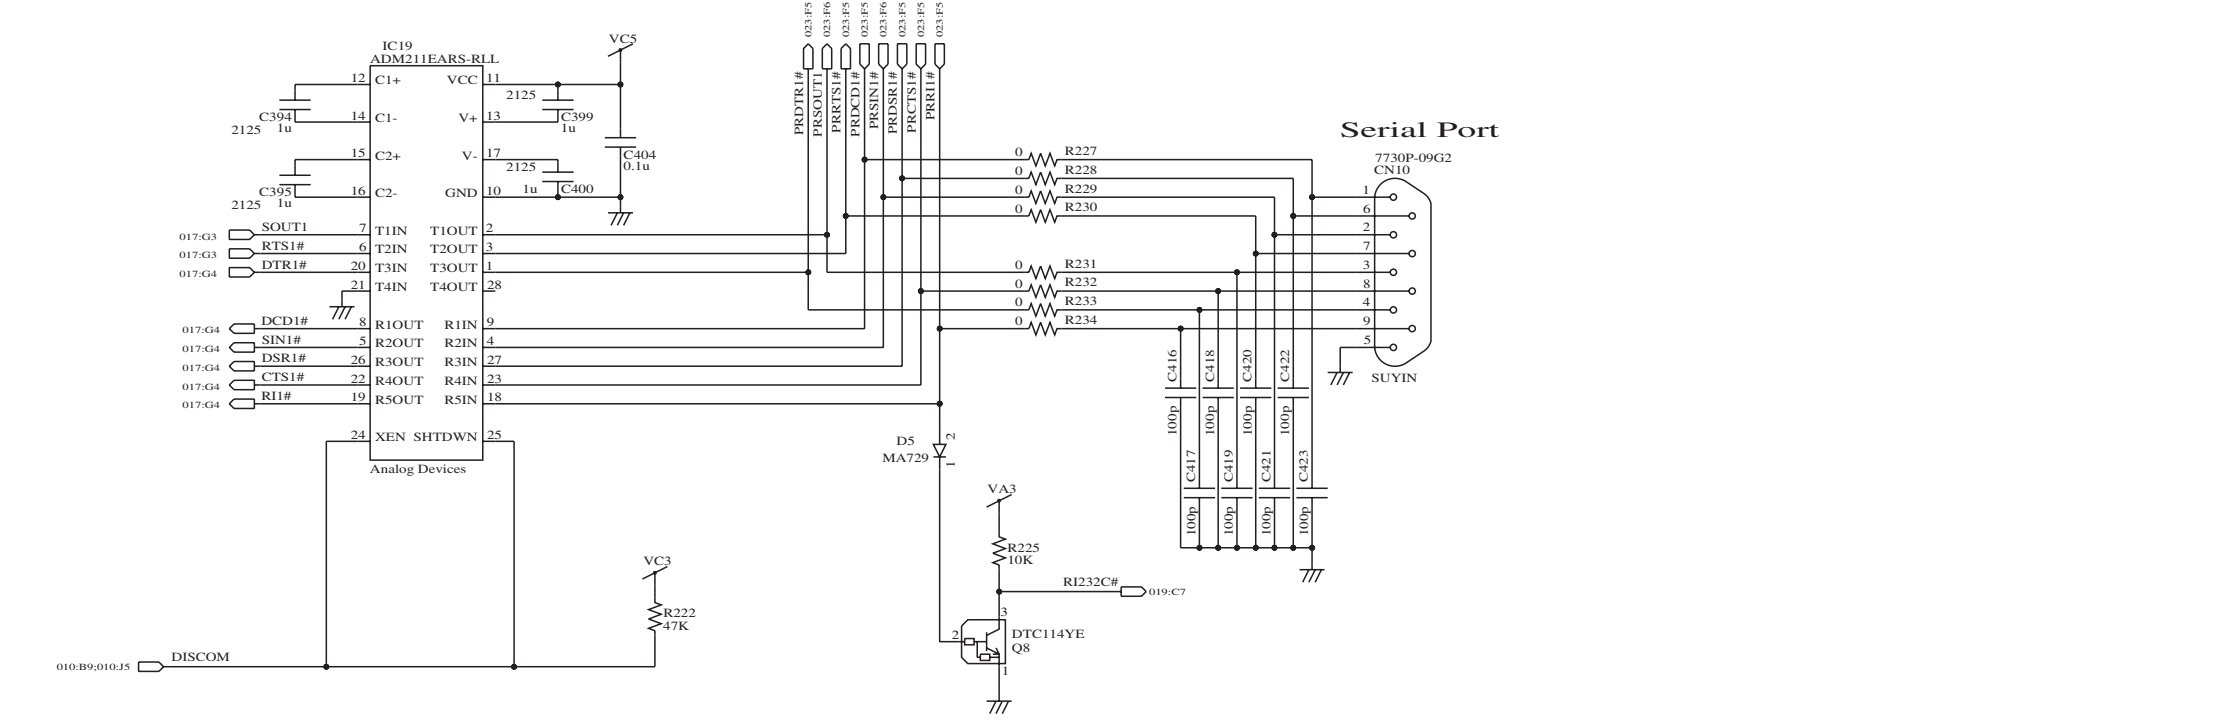 023:F5
023:F6
023:F5
023:F5
023:F6
023:F5
023:F5
023:F5
PRDTR1#
PRSOUT1
PRRTS1#
PRDCD1#
PRSIN1#
PRDSR1#
PRCTS1#
PRRI1#
VC5
IC19
ADM211EARS-RLL
12 C1+ VCC 11
2125
C394
1u
2125
14 C1- V+ 13
C399
1u
C404
0.1u
15 C2+ V- 17
2125
C395
1u
2125
16 C2- GND 10
1u C400
017:G3 SOUT1 7 T1IN T1OUT 2
017:G3 RTS1# 6 T2IN T2OUT 3
017:G4 DTR1# 20 T3IN T3OUT 1
21 T4IN T4OUT 28
017:G4 DCD1# 8 R1OUT R1IN 9
017:G4 SIN1# 5 R2OUT R2IN 4
017:G4 DSR1# 26 R3OUT R3IN 27
017:G4 CTS1# 22 R4OUT R4IN 23
017:G4 RI1# 19 R5OUT R5IN 18
24 XEN SHTDWN 25
Analog Devices
Serial Port
7730P-09G2
CN10
0 R227
0 R228
0 R229
0 R230
0 R231
0 R232
0 R233
0 R234
1
6
2
7
3
8
4
9
5
SUYIN
C416
C418
C420
C422
100p
100p
100p
100p
C417
C419
C421
C423
100p
100p
100p
100p
D5
MA729
2
1
VA3
R225
10K
RI232C# 019:C7
3
2
DTC114YE
Q8
1
VC3
R222
47K
010:B9;010:J5 DISCOM